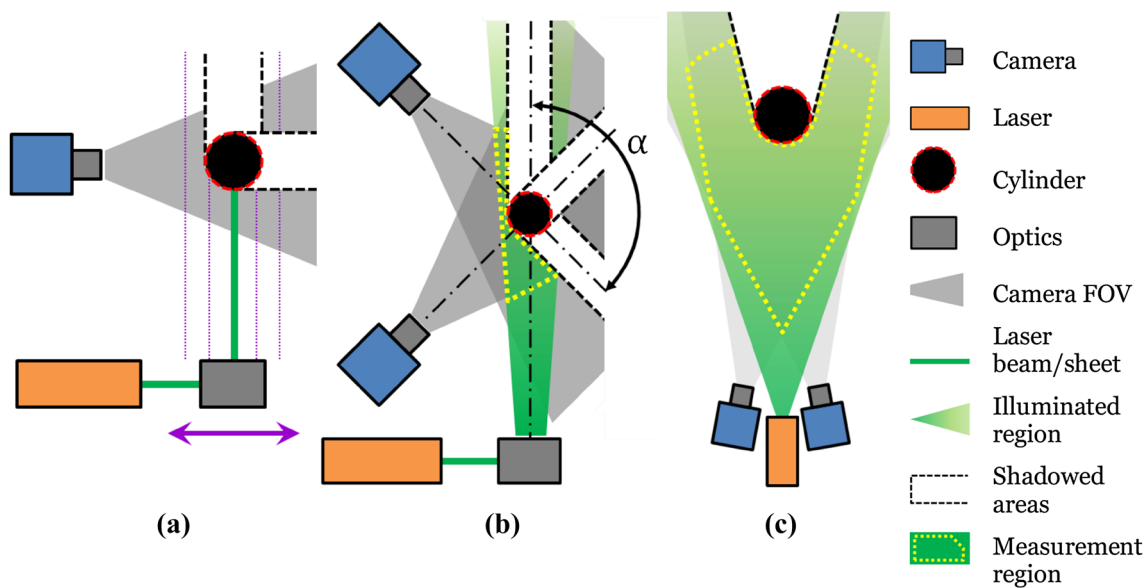 α
Camera
Laser
Cylinder
Optics
Camera FOV
Laser
beam/sheet
Illuminated
region
Shadowed
areas
Measurement
region
(a)
(b)
(c)